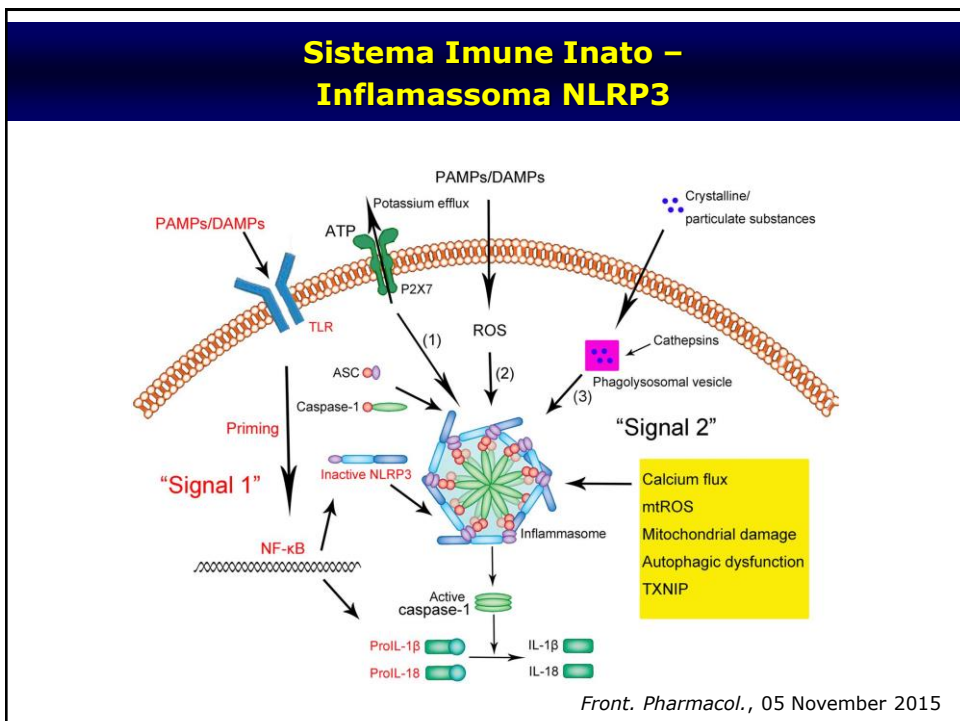 Sistema Imune Inato –
Inflamassoma NLRP3
PAMPs/DAMPs
Potassium efflux
Crystalline/
particulate substances
PAMPs/DAMPs
ATP
P2X7
TLR
(1)
ROS
Cathepsins
ASC
(2)
Phagolysosomal vesicle
(3)
Caspase-1
Priming
"Signal 2"
"Signal 1"
Inactive NLRP3
Calcium flux
mtROS
Mitochondrial damage
Autophagic dysfunction
TXNIP
Inflammasome
NF-κB
Active
caspase-1
ProIL-1β
IL-1β
ProIL-18
IL-18
Front. Pharmacol., 05 November 2015